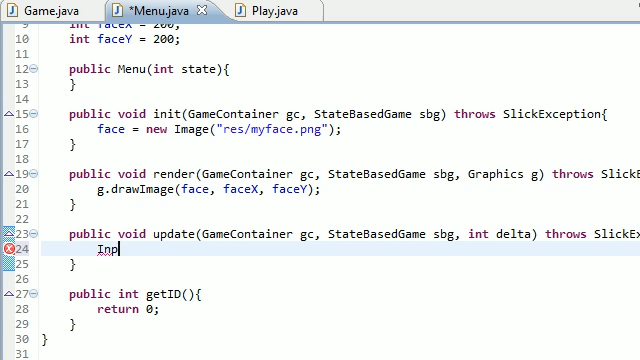 Game.java *Menu.java Play.java
9 int faceX = 200;
10 int faceY = 200;
11
12 public Menu(int state){
13 }
14
15 public void init(GameContainer gc, StateBasedGame sbg) throws SlickException{
16 face = new Image("res/myface.png");
17 }
18
19 public void render(GameContainer gc, StateBasedGame sbg, Graphics g) throws SlickEx
20 g.drawImage(face, faceX, faceY);
21 }
22
23 public void update(GameContainer gc, StateBasedGame sbg, int delta) throws SlickEx
24 Inp
25 }
26
27 public int getID(){
28 return 0;
29 }
30 }
31